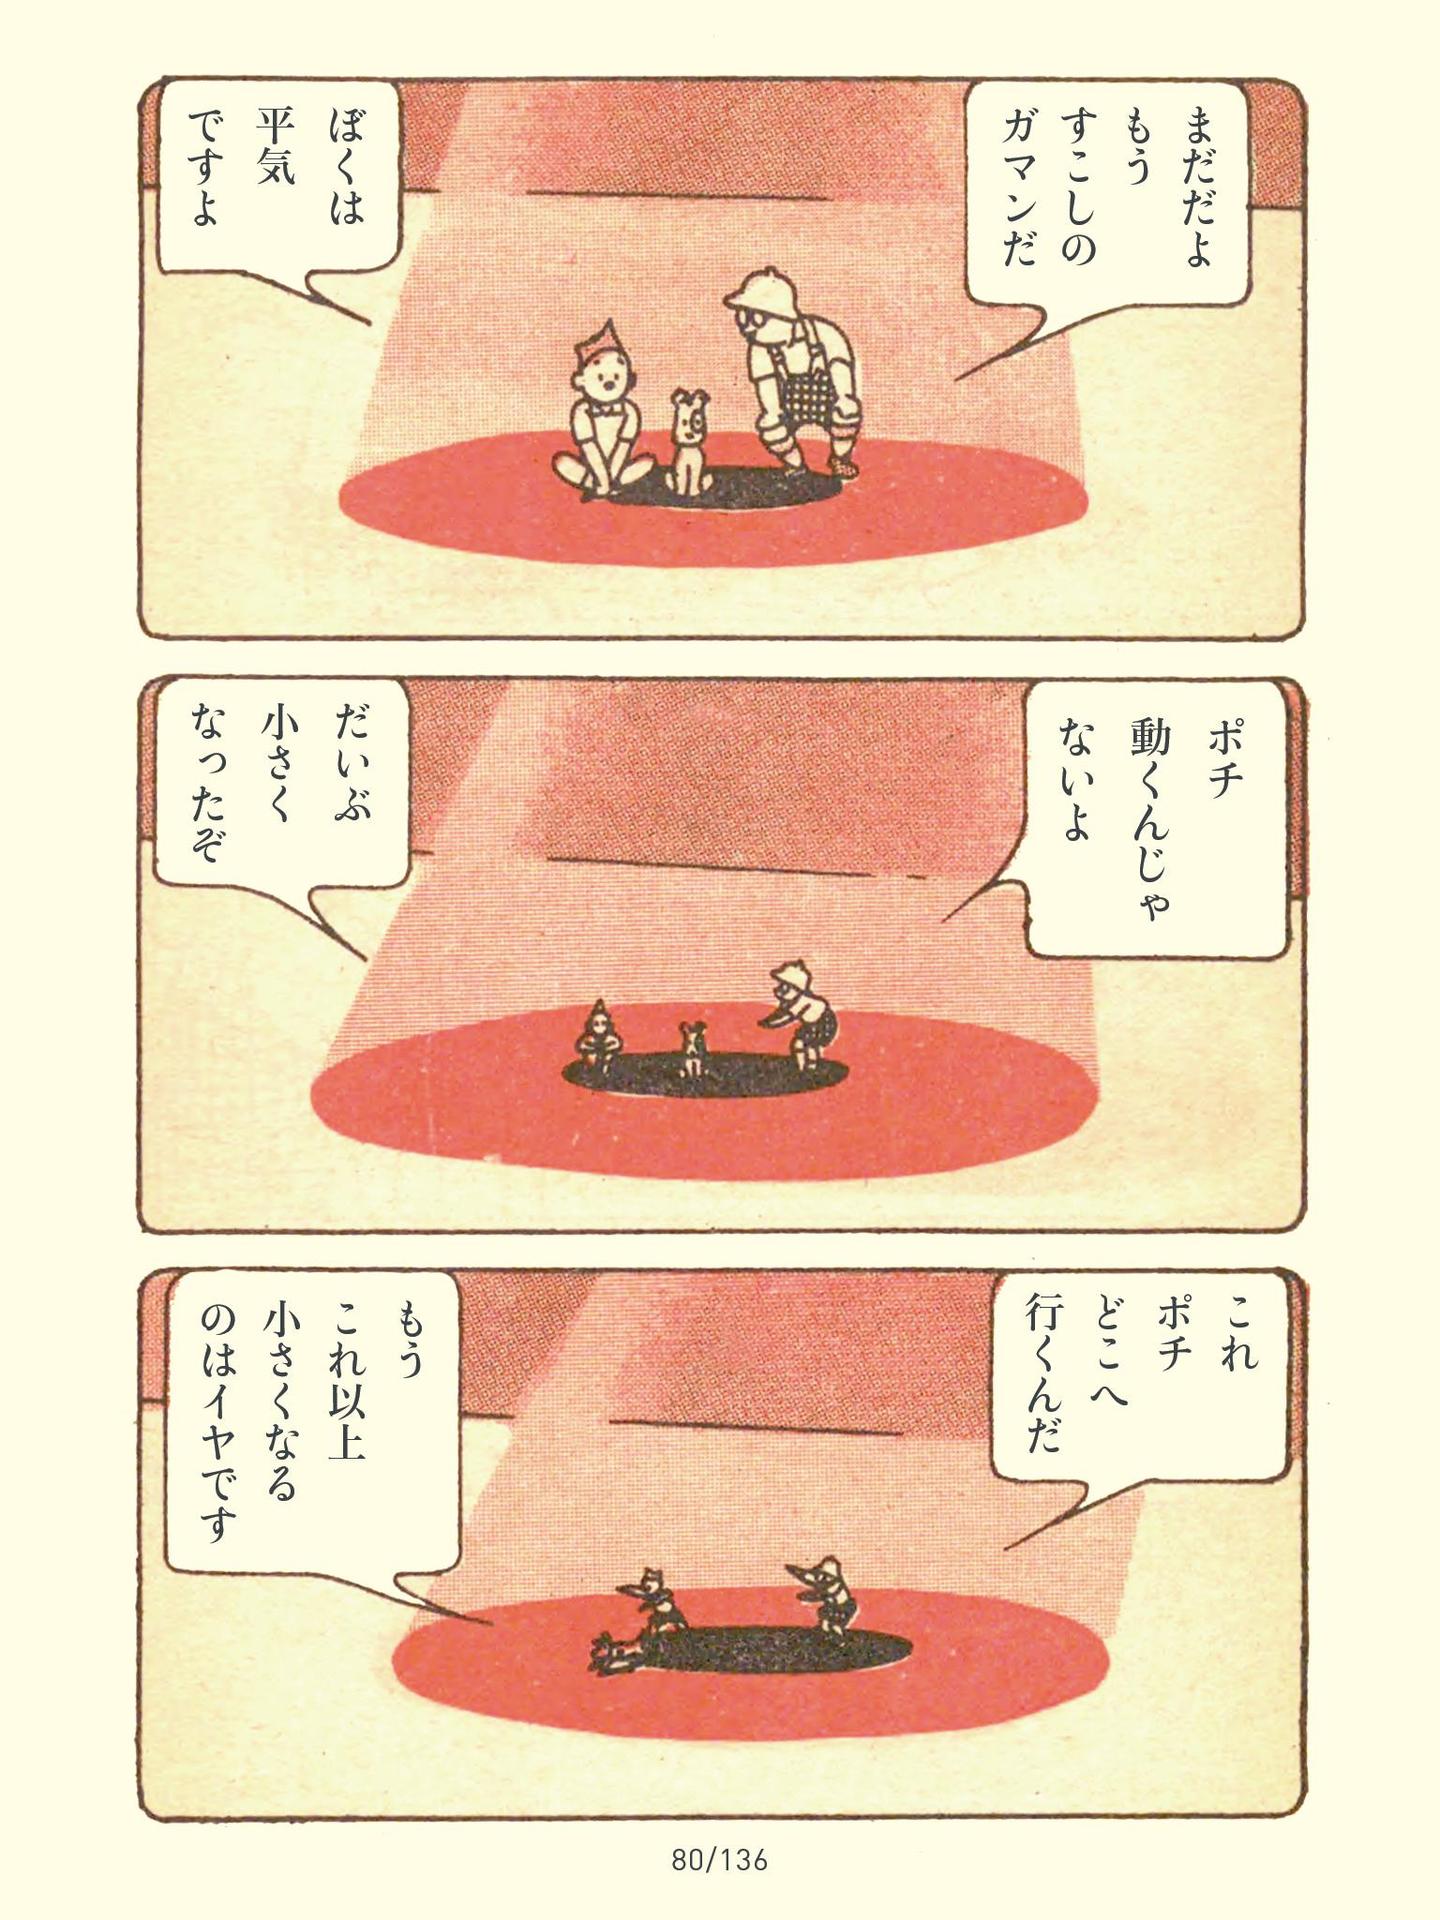 まだだよ
もう
すこしの
ガマンだ
ぼくは
平気
ですよ
ポチ
動くんじゃ
ないよ
だいぶ
小さく
なったぞ
これ
ポチ
どこへ
行くんだ
もう
これ以上
小さくなる
のはイヤです
80/136